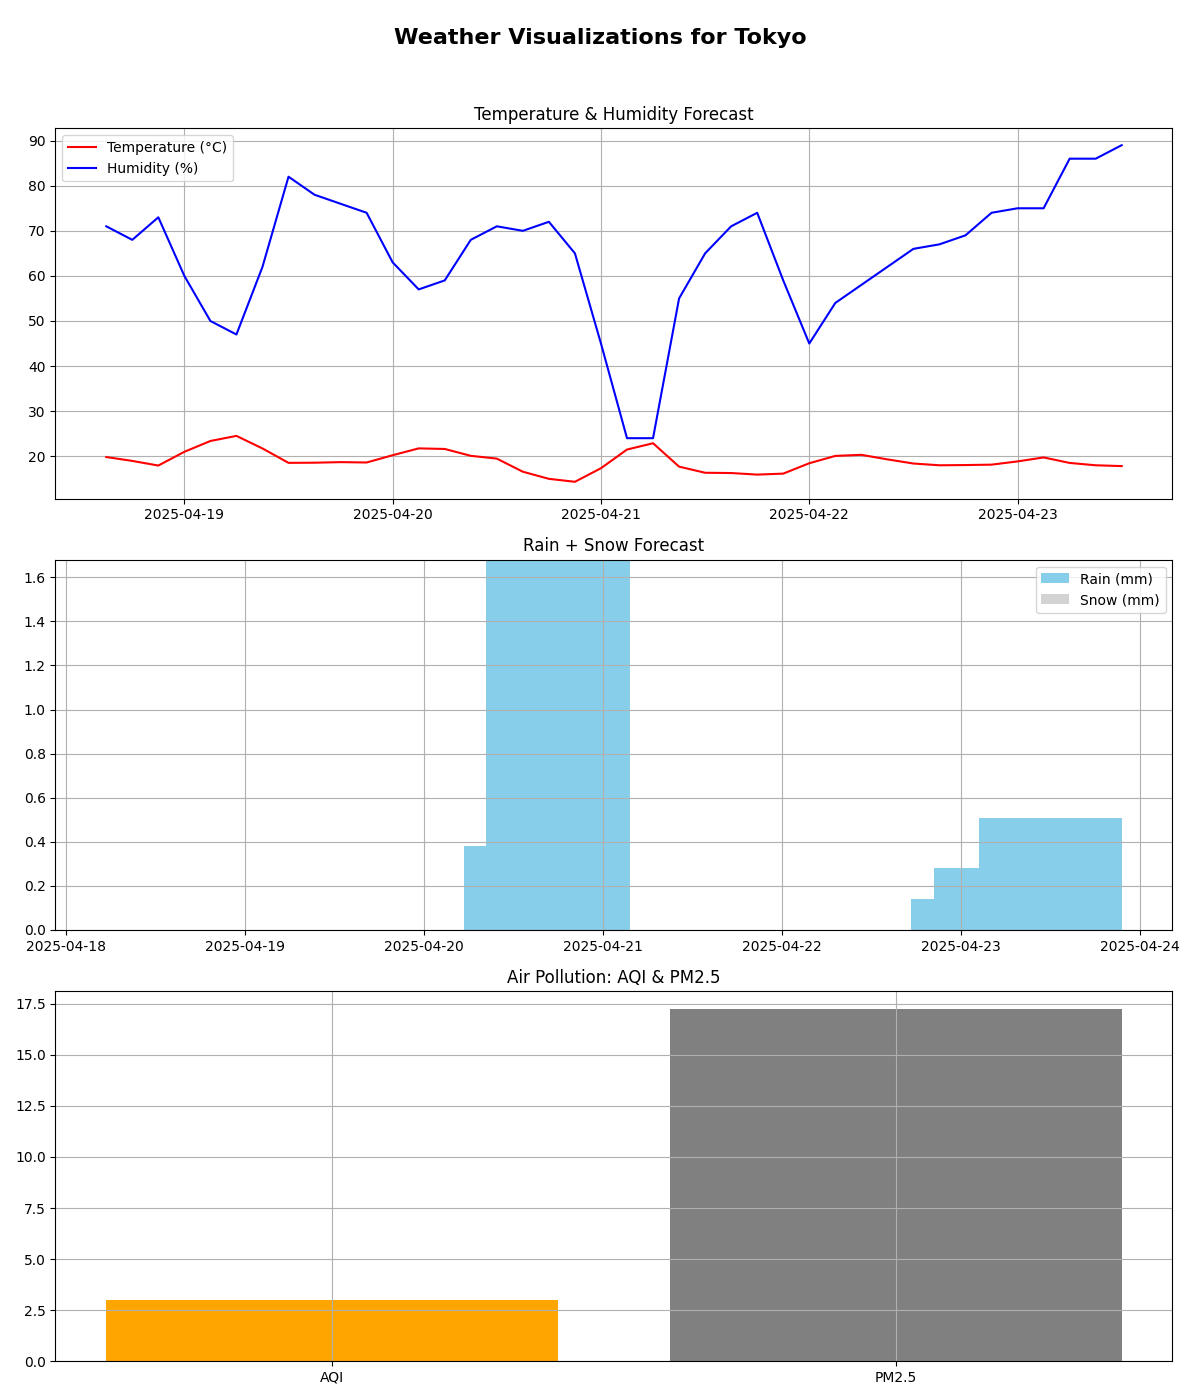 Weather Visualizations for Tokyo
Temperature & Humidity Forecast
Temperature (°C)
Humidity (%)
90
80
70
60
50
40
30
20
2025-04-19 2025-04-20 2025-04-21 2025-04-22 2025-04-23
Rain + Snow Forecast
Rain (mm)
Snow (mm)
1.6
1.4
1.2
1.0
0.8
0.6
0.4
0.2
0.0
2025-04-18 2025-04-19 2025-04-20 2025-04-21 2025-04-22 2025-04-23 2025-04-24
Air Pollution: AQI & PM2.5
17.5
15.0
12.5
10.0
7.5
5.0
2.5
0.0
AQI PM2.5